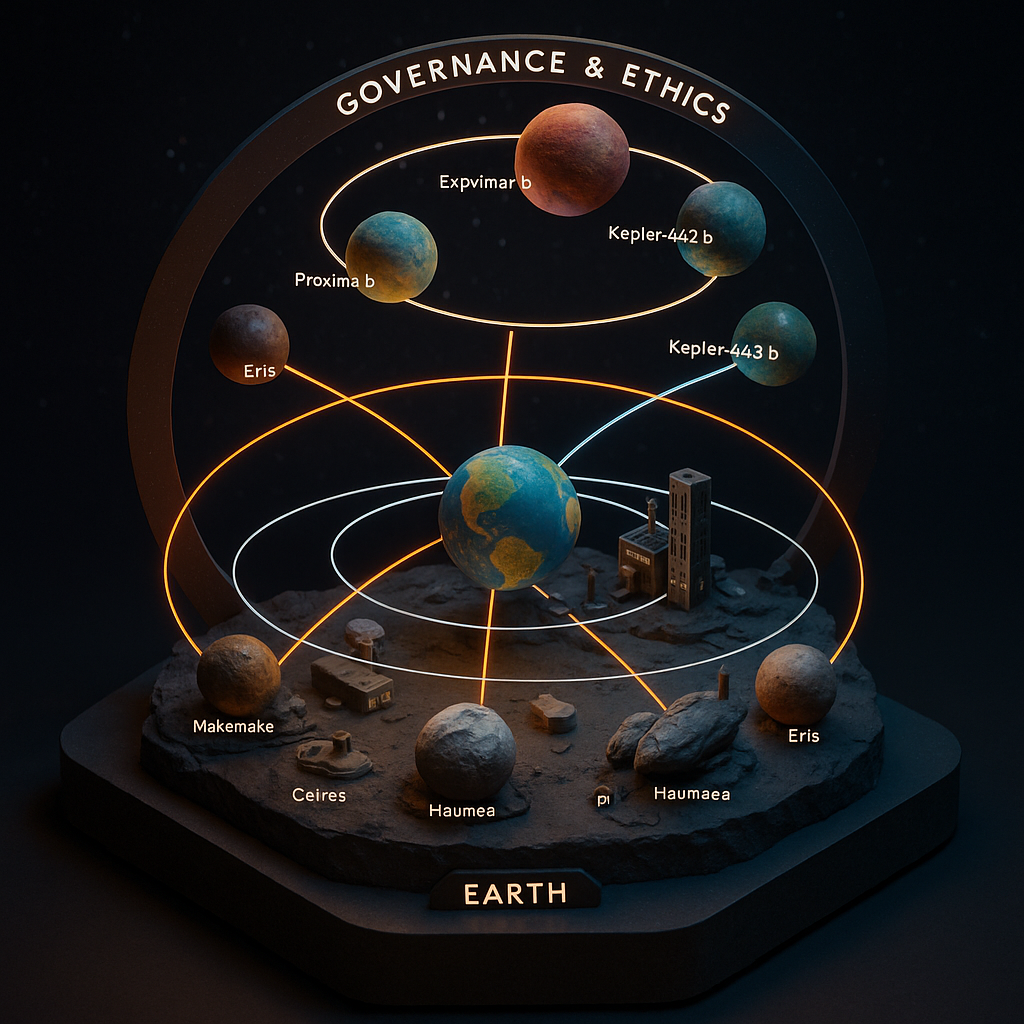 GOVERNANCE & ETHICS
Expvimar b
Kepler-442 b
Proxima b
Kepler-443 b
Eris
Makemake
Eris
Ceires
Haumea
pı
Haumaea
EARTH